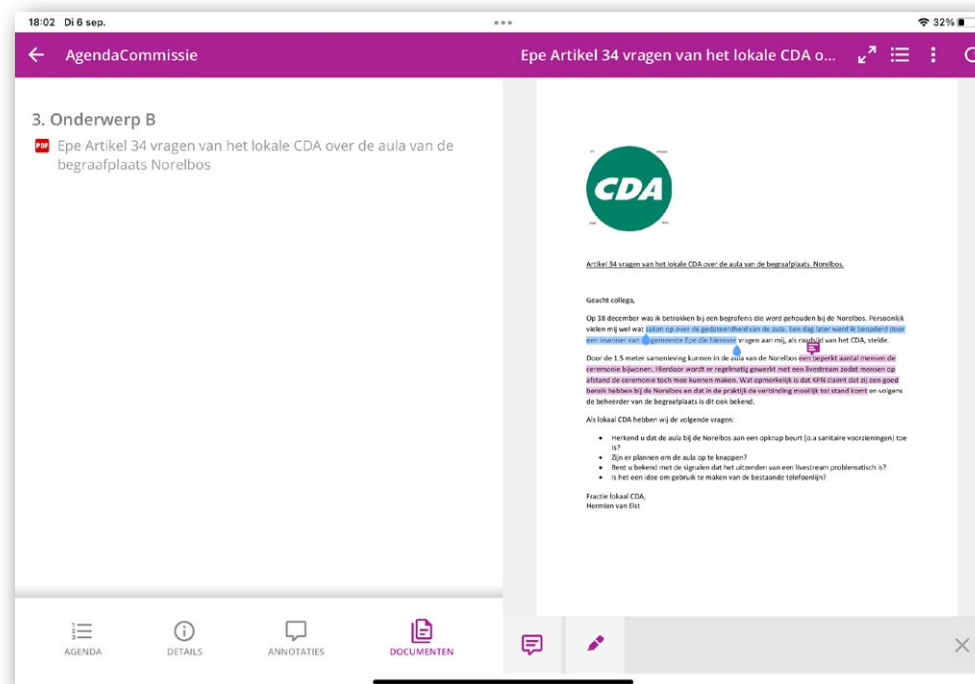 18:02 Di 6 sep.
32%
AgendaCommissie
Epe Artikel 34 vragen van het lokale CDA o...
3. Onderwerp B
PDF
Epe Artikel 34 vragen van het lokale CDA over de aula van de
begraafplaats Norelbos
CDA
Artikel 34 vragen van het lokale CDA over de aula van de begraafplaats Norelbos.
Geacht collega,
Op 18 december was ik betrokken bij een begrafenis die werd gehouden bij de Norelbos. Persoonlijk
vielen mij wel wat zaken op over de gedateerdheid van de aula. Een dag later werd ik benaderd door
een inwoner van gemeente Epe die hierover vragen aan mij, als raadslid van het CDA, stelde.
Door de 1.5 meter samenleving kunnen in de aula van de Norelbos een beperkt aantal mensen de
ceremonie bijwonen. Hierdoor wordt er regelmatig gewerkt met een livestream zodat mensen op
afstand de ceremonie toch mee kunnen maken. Wat opmerkelijk is dat KPN claimt dat zij een goed
bereik hebben bij de Norelbos en dat in de praktijk de verbinding moeilijk tot stand komt en volgens
de beheerder van de begraafplaats is dit ook bekend.
Als lokaal CDA hebben wij de volgende vragen:
• Herkend u dat de aula bij de Norelbos aan een opknap beurt (o.a sanitaire voorzieningen) toe
is?
• Zijn er plannen om de aula op te knappen?
• Bent u bekend met de signalen dat het uitzenden van een livestream problematisch is?
• Is het een idee om gebruik te maken van de bestaande telefoonlijn?
Fractie lokaal CDA,
Hermien van Elst
AGENDA
DETAILS
ANNOTATIES
DOCUMENTEN